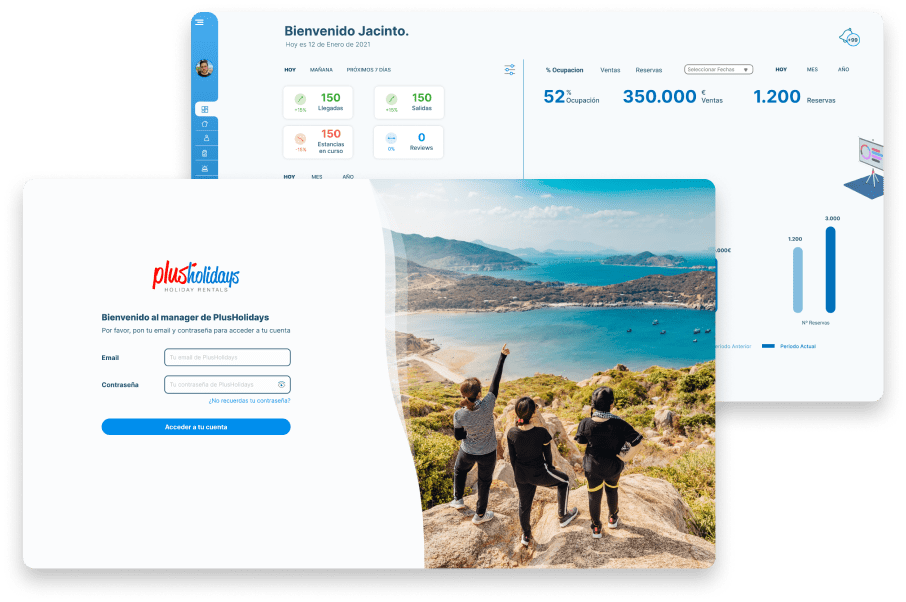 Bienvenido Jacinto.
Hoy es 12 de Enero de 2021
+99
HOY MAÑANA PRÓXIMOS 7 DÍAS
150
Llegadas
+15%
150
Salidas
+15%
150
Estancias
en curso
-15%
0
Reviews
0%
HOY MES AÑO
% Ocupacion Ventas Reservas
Seleccionar Fechas
HOY MES AÑO
52 % Ocupación
350.000 € Ventas
1.200 Reservas
.000€
1.200
3.000
Nº Reservas
Período Anterior
Período Actual
plusholidays
HOLIDAY RENTALS
Bienvenido al manager de PlusHolidays
Por favor, pon tu email y contraseña para acceder a tu cuenta
Email
Tu email de PlusHolidays
Contraseña
Tu contraseña de PlusHolidays
¿No recuerdas tu contraseña?
Acceder a tu cuenta